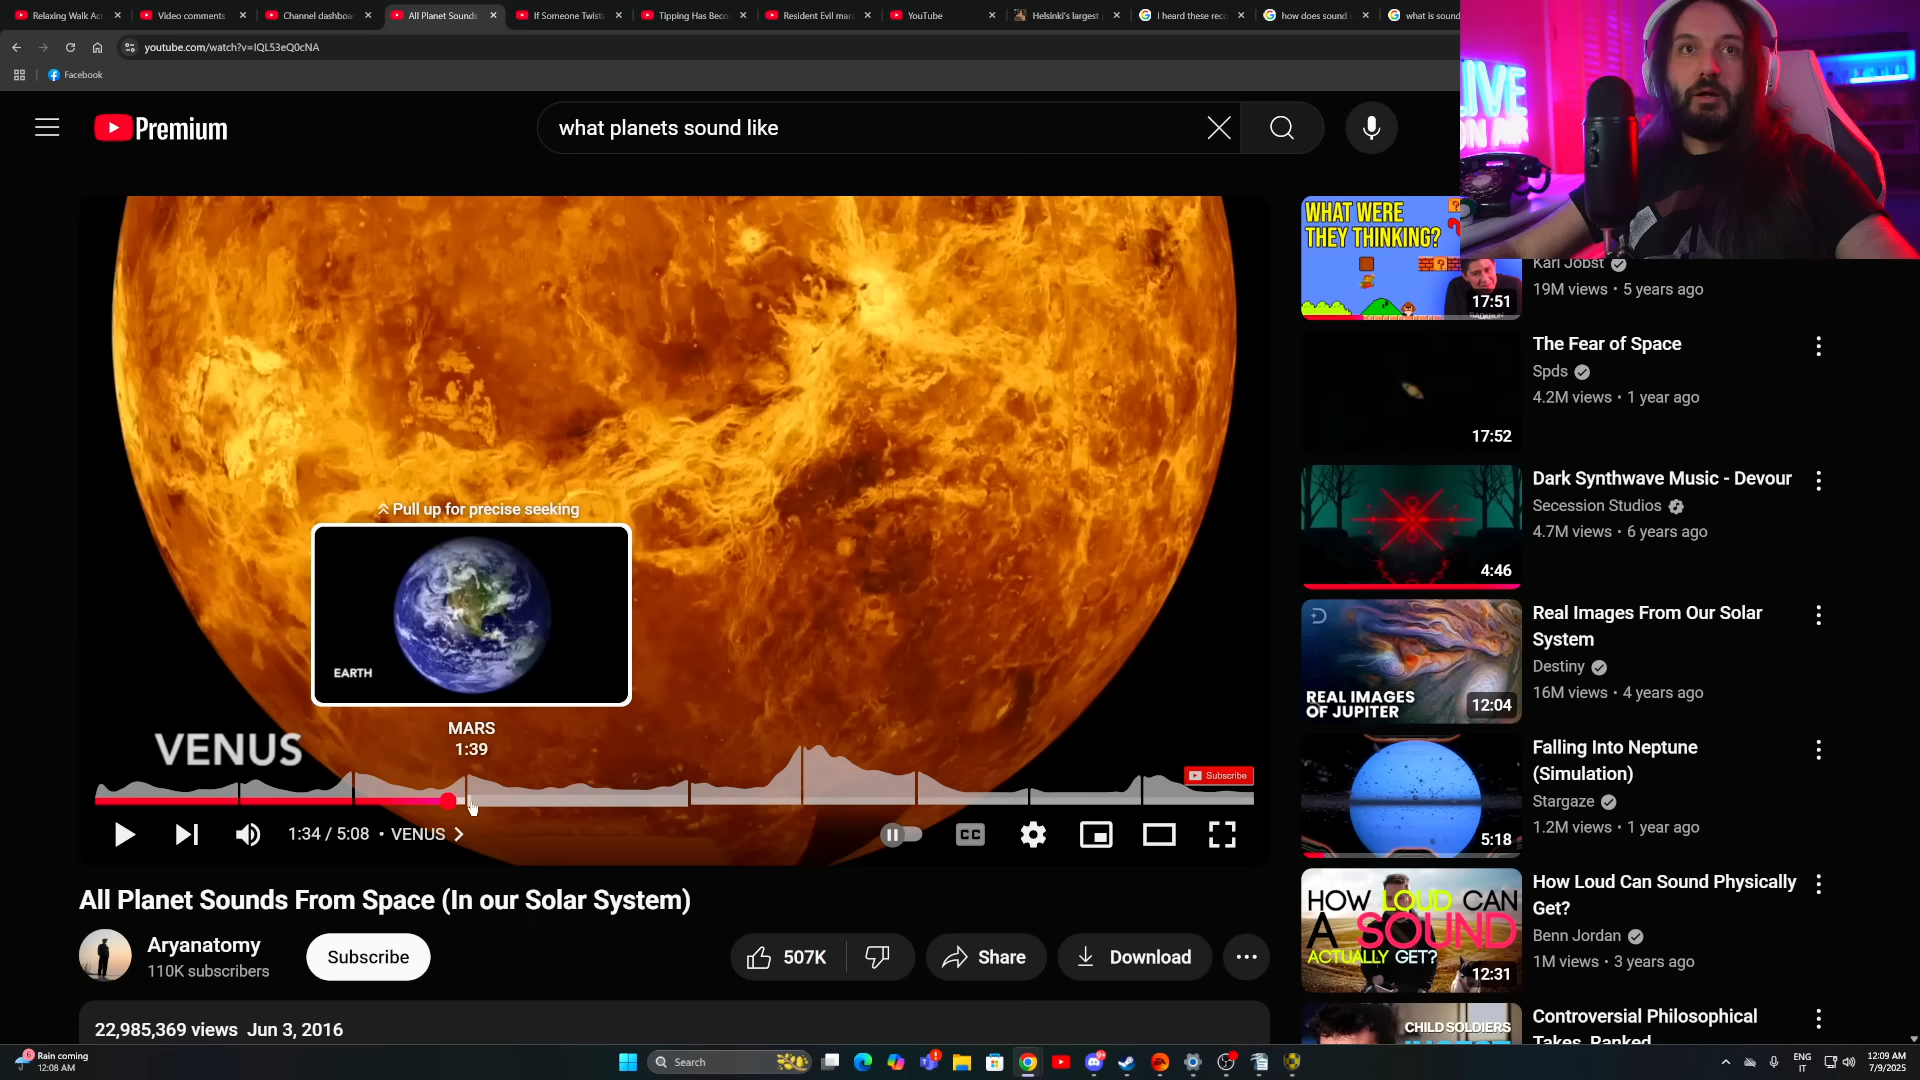 Relaxing Walk Ac
Video comments
Channel dashboa
All Planet Sounds
If Someone Twists
Tipping Has Beco
Resident Evil mar
YouTube
Helsinki's largest
I heard these rec
how does sound
what is sound
youtube.com/watch?v=IQL53eQ0cNA
Facebook
Premium
what planets sound like
LIVE
ON AIR
Pull up for precise seeking
EARTH
MARS
1:39
VENUS
Subscribe
1:34 / 5:08 • VENUS
CC
All Planet Sounds From Space (In our Solar System)
Aryanatomy
110K subscribers
Subscribe
507K
Share
Download
22,985,369 views Jun 3, 2016
WHAT WERE
THEY THINKING?
17:51
Karl Jobst
19M views • 5 years ago
17:52
The Fear of Space
Spds
4.2M views • 1 year ago
4:46
Dark Synthwave Music - Devour
Secession Studios
4.7M views • 6 years ago
REAL IMAGES
OF JUPITER
12:04
Real Images From Our Solar
System
Destiny
16M views • 4 years ago
5:18
Falling Into Neptune
(Simulation)
Stargaze
1.2M views • 1 year ago
HOW LOUD CAN
A SOUND
ACTUALLY GET?
12:31
How Loud Can Sound Physically
Get?
Benn Jordan
1M views • 3 years ago
CHILD SOLDIERS
Controversial Philosophical
Takes, Ranked
Rain coming
12:08 AM
Search
ENG
IT
12:09 AM
7/9/2025